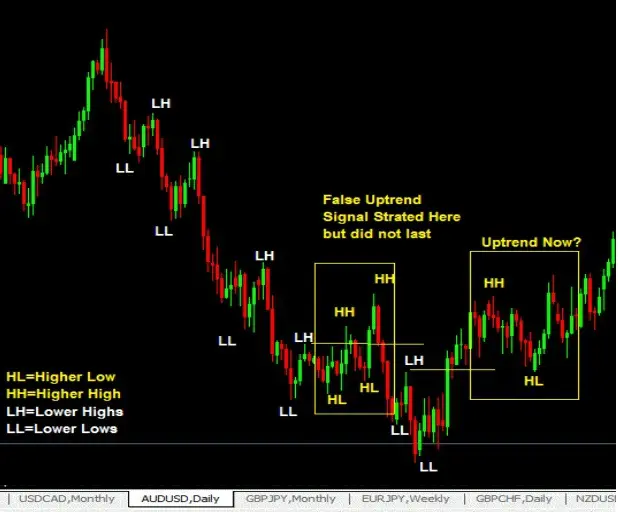 LH
LH
LL
LL
False Uptrend
Signal Strated Here
but did not last
Uptrend Now?
LH
HH
HH
HH
LL
LH
LH
HL=Higher Low
HL
HL
HL
HH=Higher High
LH=Lower Highs
LL
LL=Lower Lows
LL
LL
| USDCAD,Monthly | AUDUSD,Daily | GBPJPY,Monthly | EURJPY,Weekly | GBPCHF,Daily | NZDUS